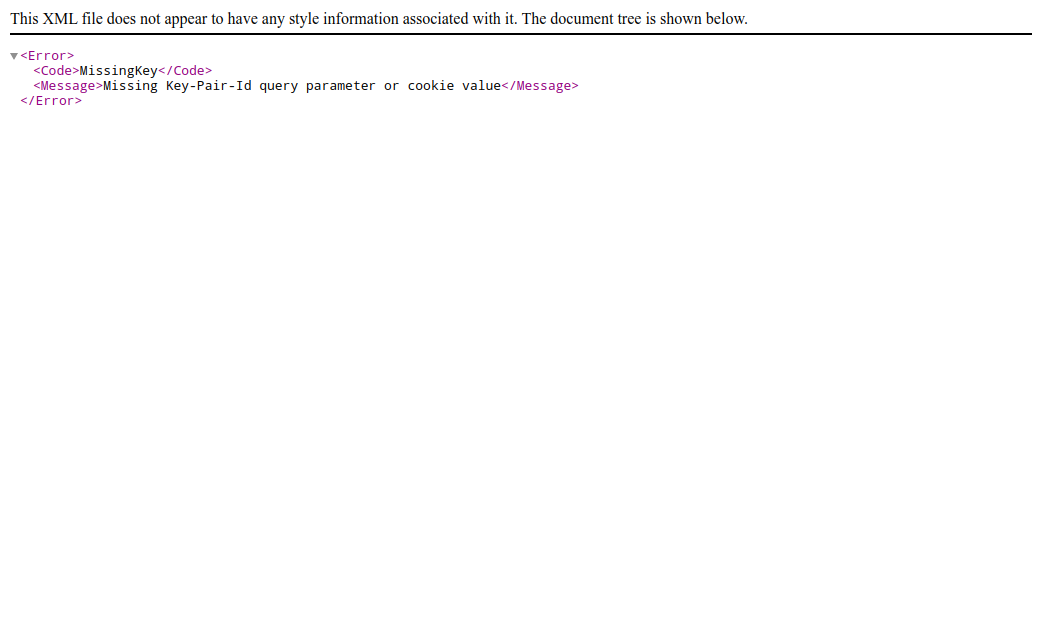 This XML file does not appear to have any style information associated with it. The document tree is shown below.
▼<Error>
<Code>MissingKey</Code>
<Message>Missing Key-Pair-Id query parameter or cookie value</Message>
</Error>